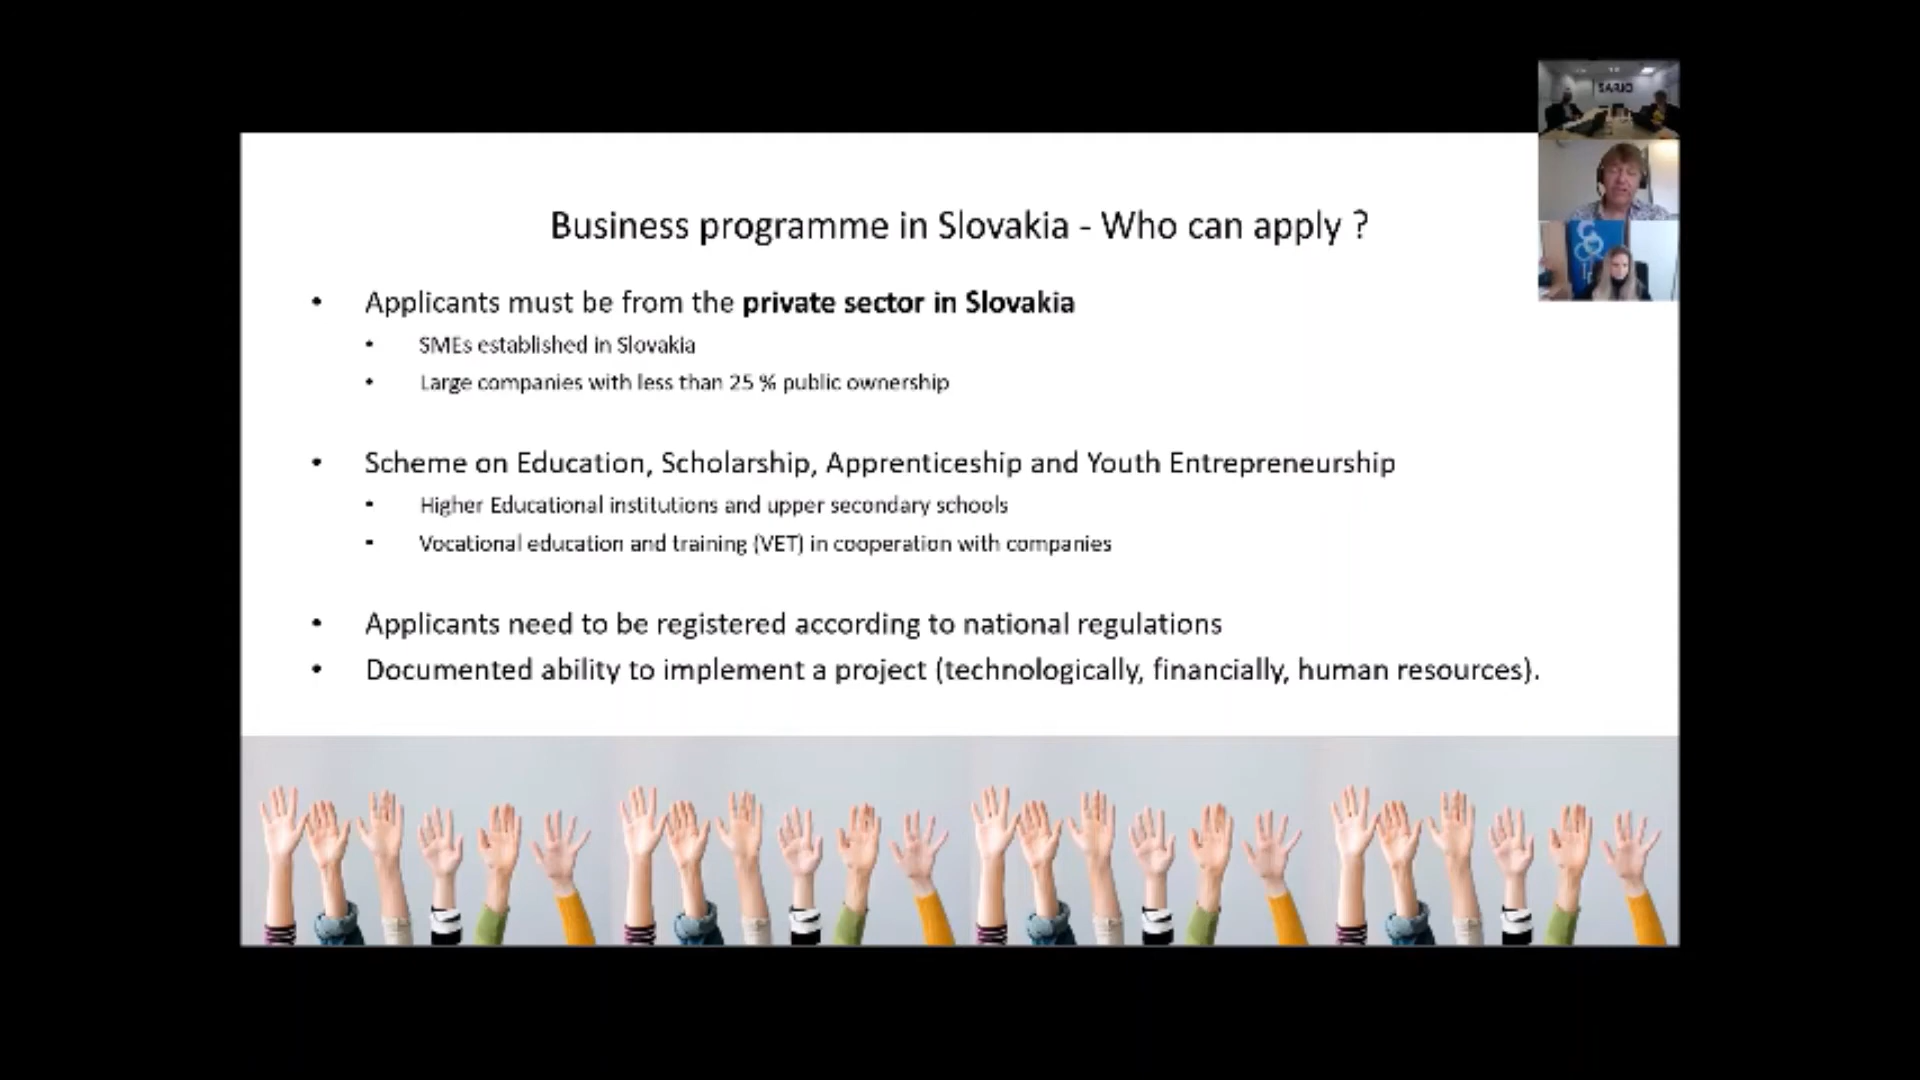 SARIO
Business programme in Slovakia - Who can apply ?
• Applicants must be from the private sector in Slovakia
• SMEs established in Slovakia
• Large companies with less than 25 % public ownership
• Scheme on Education, Scholarship, Apprenticeship and Youth Entrepreneurship
• Higher Educational institutions and upper secondary schools
• Vocational education and training (VET) in cooperation with companies
• Applicants need to be registered according to national regulations
• Documented ability to implement a project (technologically, financially, human resources).